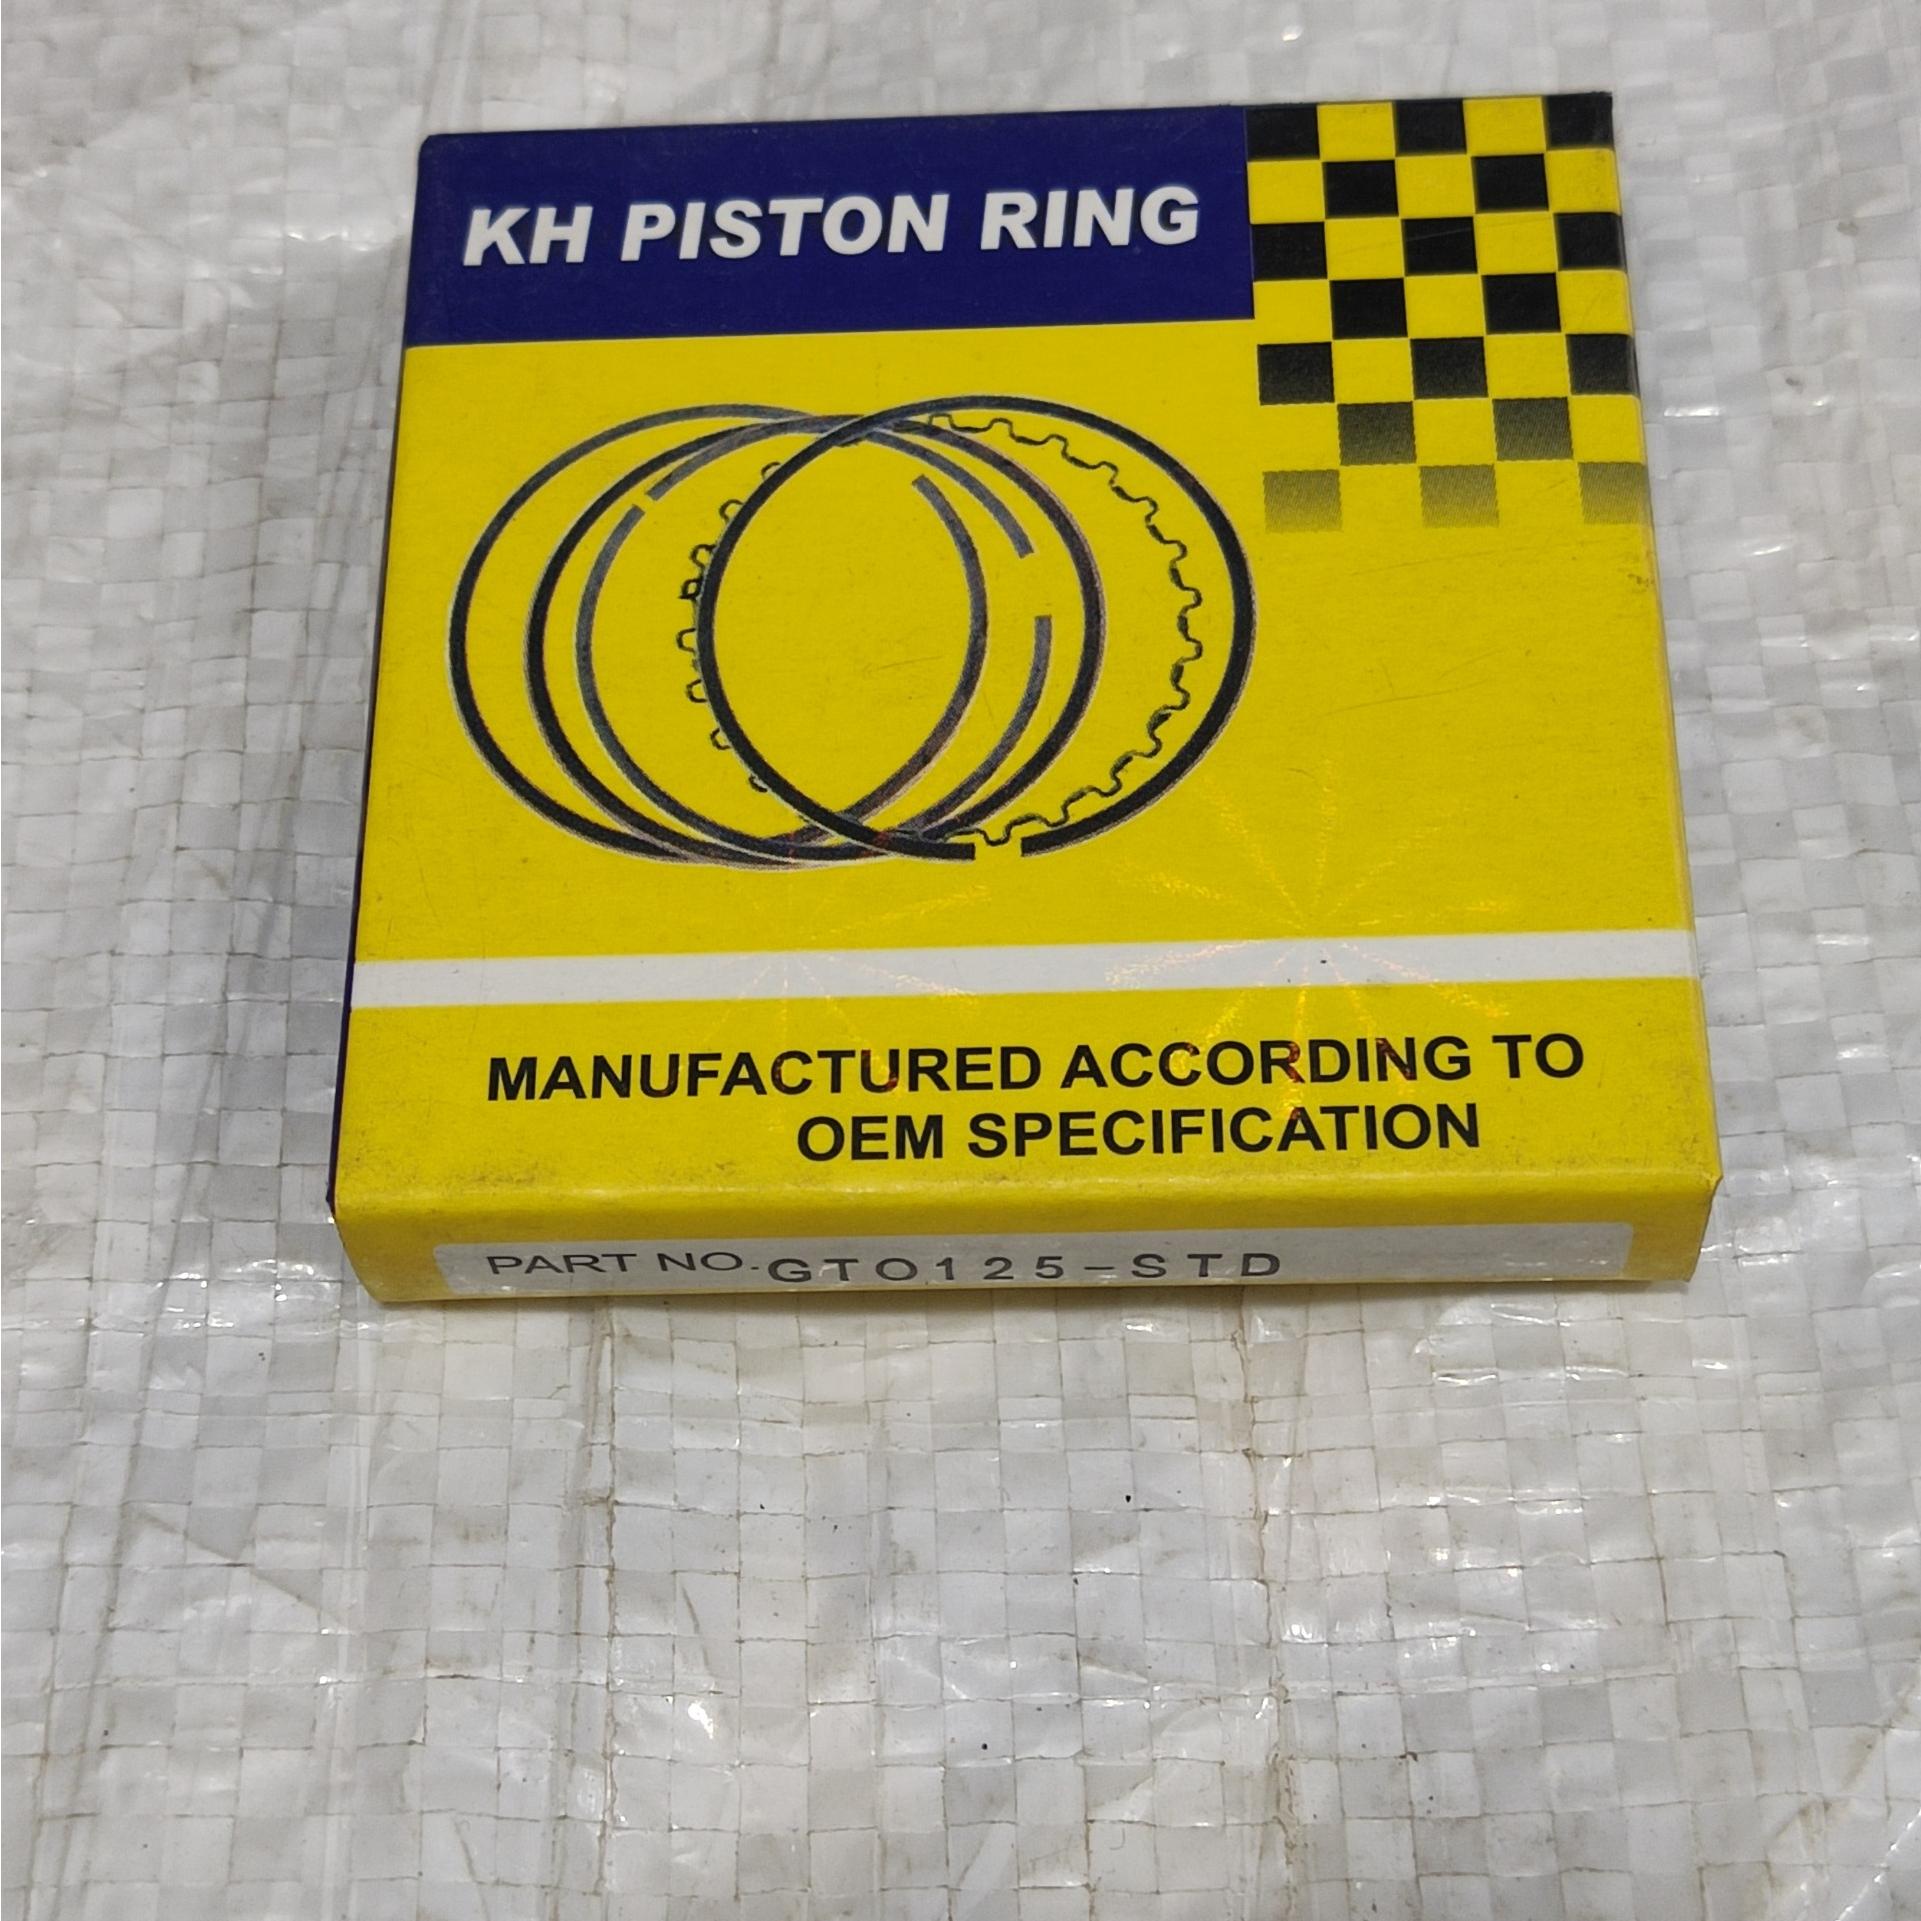 KH PISTON RING
MANUFACTURED ACCORDING TO
OEM SPECIFICATION
PART NO. GTO125-STD